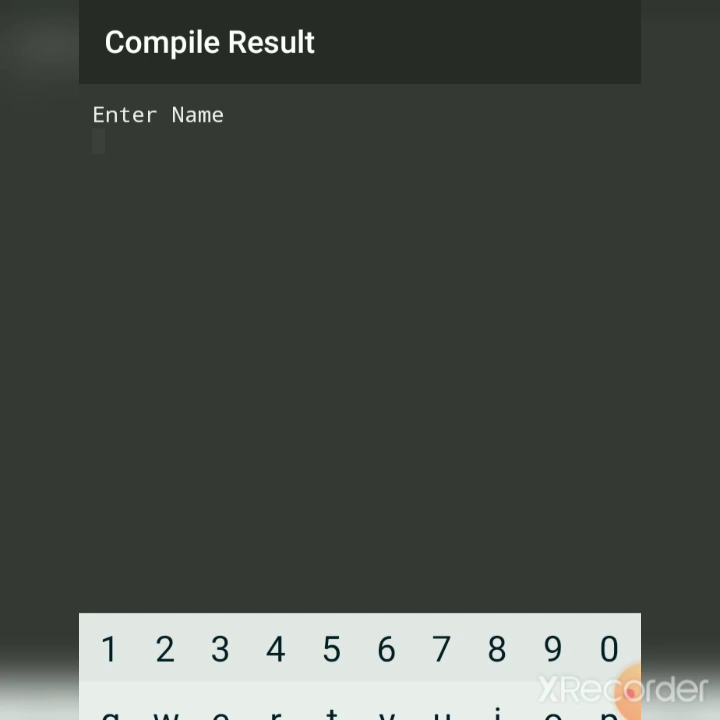 Compile Result
Enter Name
1 2 3 4 5 6 7 8 9 0
q w e r t y u i o p
XRecorder